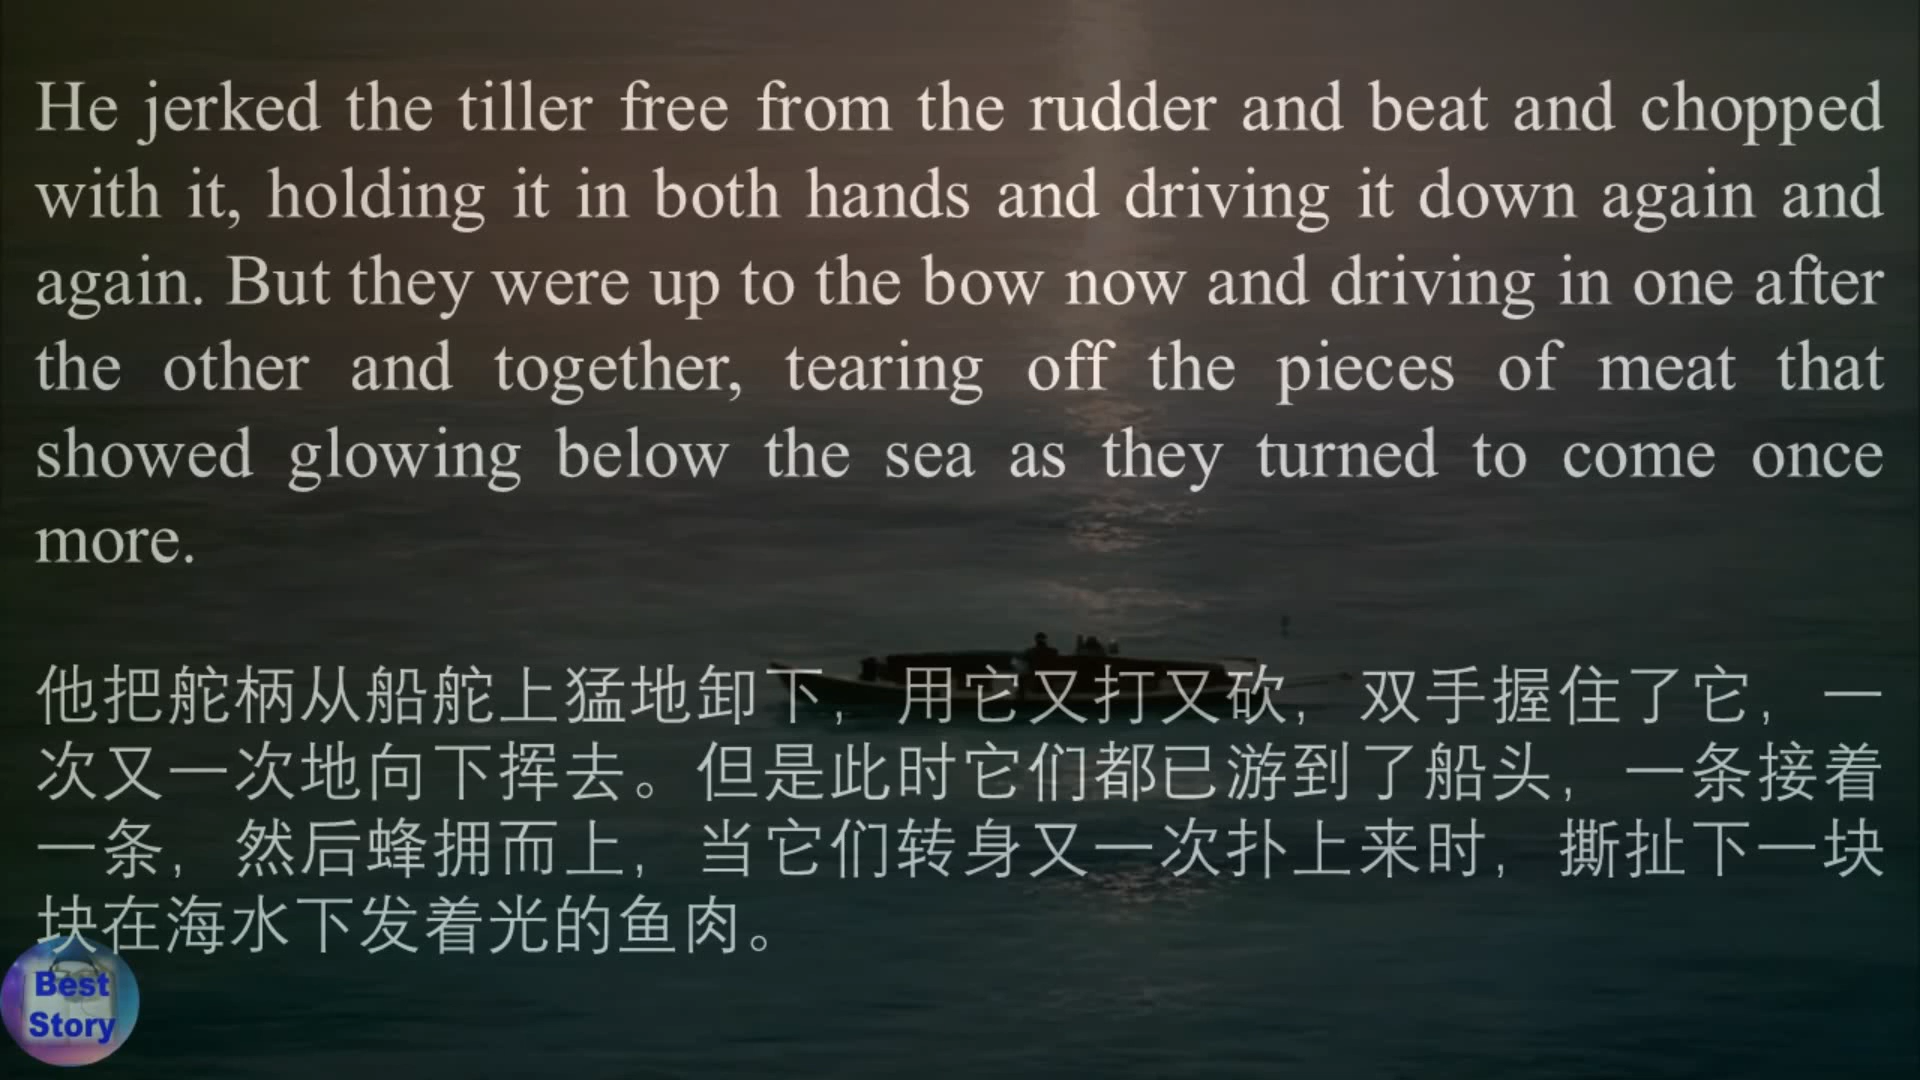 He jerked the tiller free from the rudder and beat and chopped
with it, holding it in both hands and driving it down again and
again. But they were up to the bow now and driving in one after
the other and together, tearing off the pieces of meat that
showed glowing below the sea as they turned to come once
more.
他把舵柄从船舵上猛地卸下，用它又打又砍，双手握住了它，一
次又一次地向下挥去。但是此时它们都已游到了船头，一条接着
一条，然后蜂拥而上，当它们转身又一次扑上来时，撕扯下一块
块在海水下发着光的鱼肉。
Best
Story